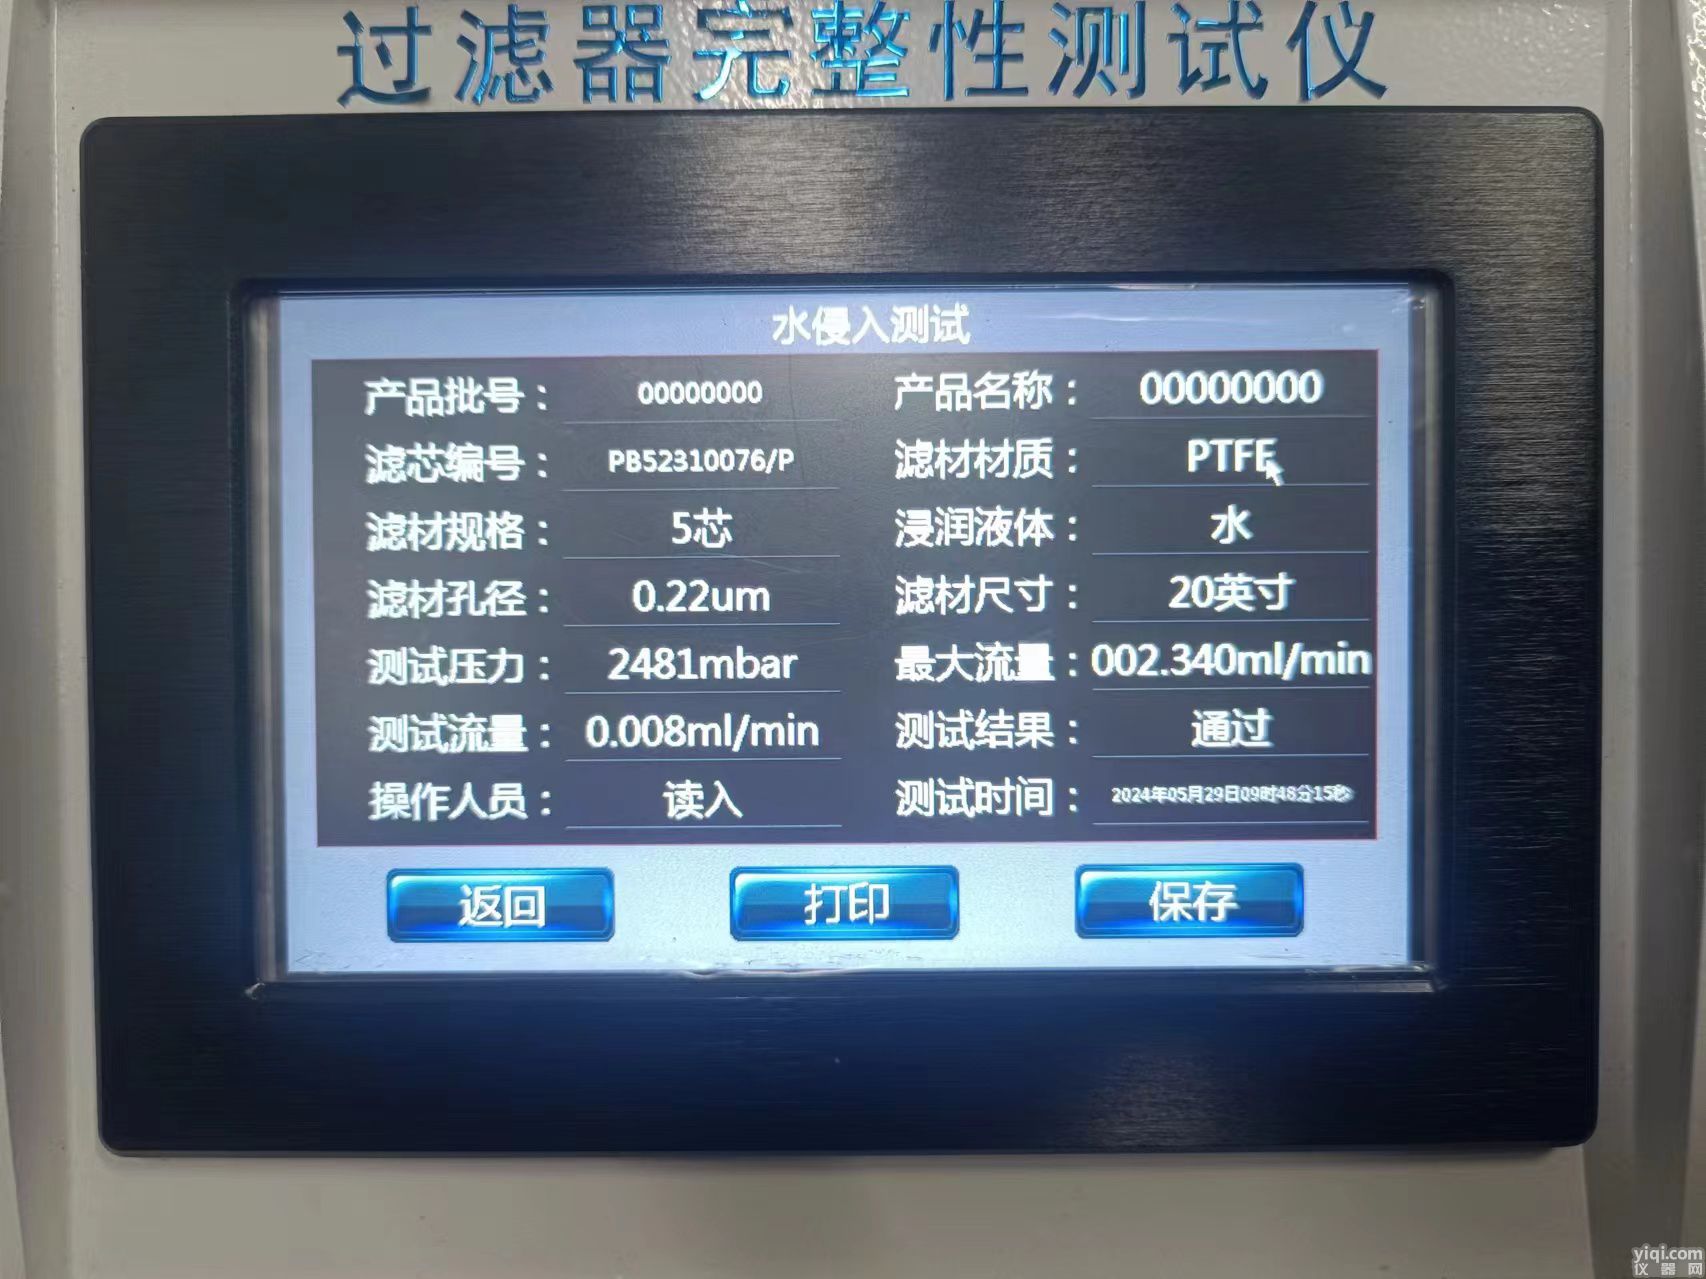 过滤器完整性测试仪
水侵入测试
产品批号： 00000000 产品名称： 00000000
滤芯编号： PB52310076/P 滤材材质： PTFE
滤材规格： 5芯 浸润液体： 水
滤材孔径： 0.22um 滤材尺寸： 20英寸
测试压力： 2481mbar 最大流量： 002.340ml/min
测试流量： 0.008ml/min 测试结果： 通过
操作人员： 读入 测试时间： 2024年05月29日09时48分15秒
返回 打印 保存
yiqi.com
仪器网